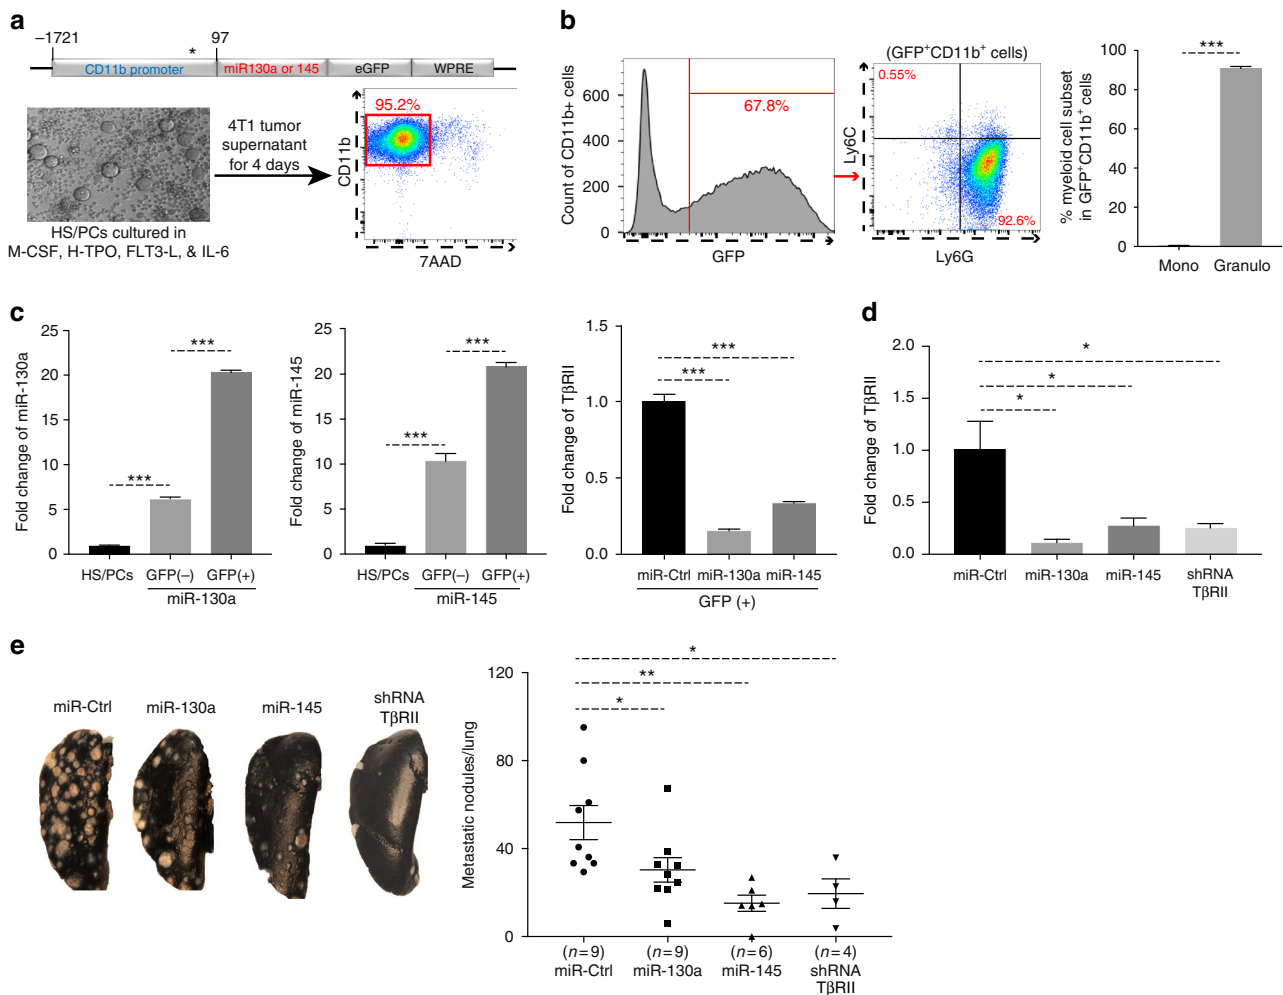 a
–1721
97
*
CD11b promoter
miR130a or 145
eGFP
WPRE
4T1 tumor
supernatant
for 4 days
HS/PCs cultured in
M-CSF, H-TPO, FLT3-L, & IL-6
95.2%
CD11b
7AAD
b
Count of CD11b+ cells
600
400
200
0
67.8%
GFP
(GFP⁺CD11b⁺ cells)
0.55%
Ly6C
92.6%
Ly6G
% myeloid cell subset
in GFP⁺CD11b⁺ cells
100
80
60
40
20
0
***
Mono
Granulo
c
Fold change of miR-130a
25
20
15
10
5
0
***
***
HS/PCs
GFP(–)
GFP(+)
miR-130a
Fold change of miR-145
25
20
15
10
5
0
***
***
HS/PCs
GFP(–)
GFP(+)
miR-145
Fold change of TβRII
1.5
1.0
0.5
0.0
***
***
miR-Ctrl
miR-130a
miR-145
GFP (+)
d
Fold change of TβRII
2.0
1.5
1.0
0.5
0.0
*
*
*
miR-Ctrl
miR-130a
miR-145
shRNA
TβRII
e
miR-Ctrl
miR-130a
miR-145
shRNA
TβRII
Metastatic nodules/lung
120
80
40
0
*
**
*
(n=9)
miR-Ctrl
(n=9)
miR-130a
(n=6)
miR-145
(n=4)
shRNA
TβRII